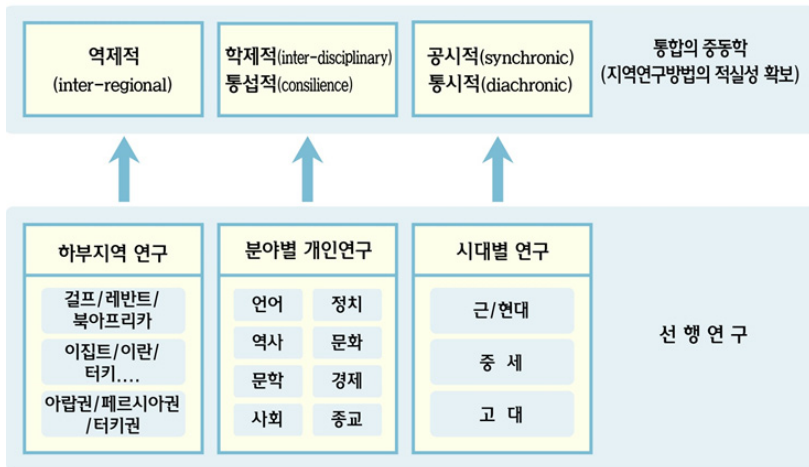 역제적
(inter-regional)
학제적(inter-disciplinary)
통섭적(consilience)
공시적(synchronic)
통시적(diachronic)
통합의 중동학
(지역연구방법의 적실성 확보)
하부지역 연구
걸프/레반트/
북아프리카
이집트/이란/
터키....
아랍권/페르시아권
/터키권
분야별 개인연구
언어
정치
역사
문화
문학
경제
사회
종교
시대별 연구
근/현대
중 세
고 대
선 행 연 구